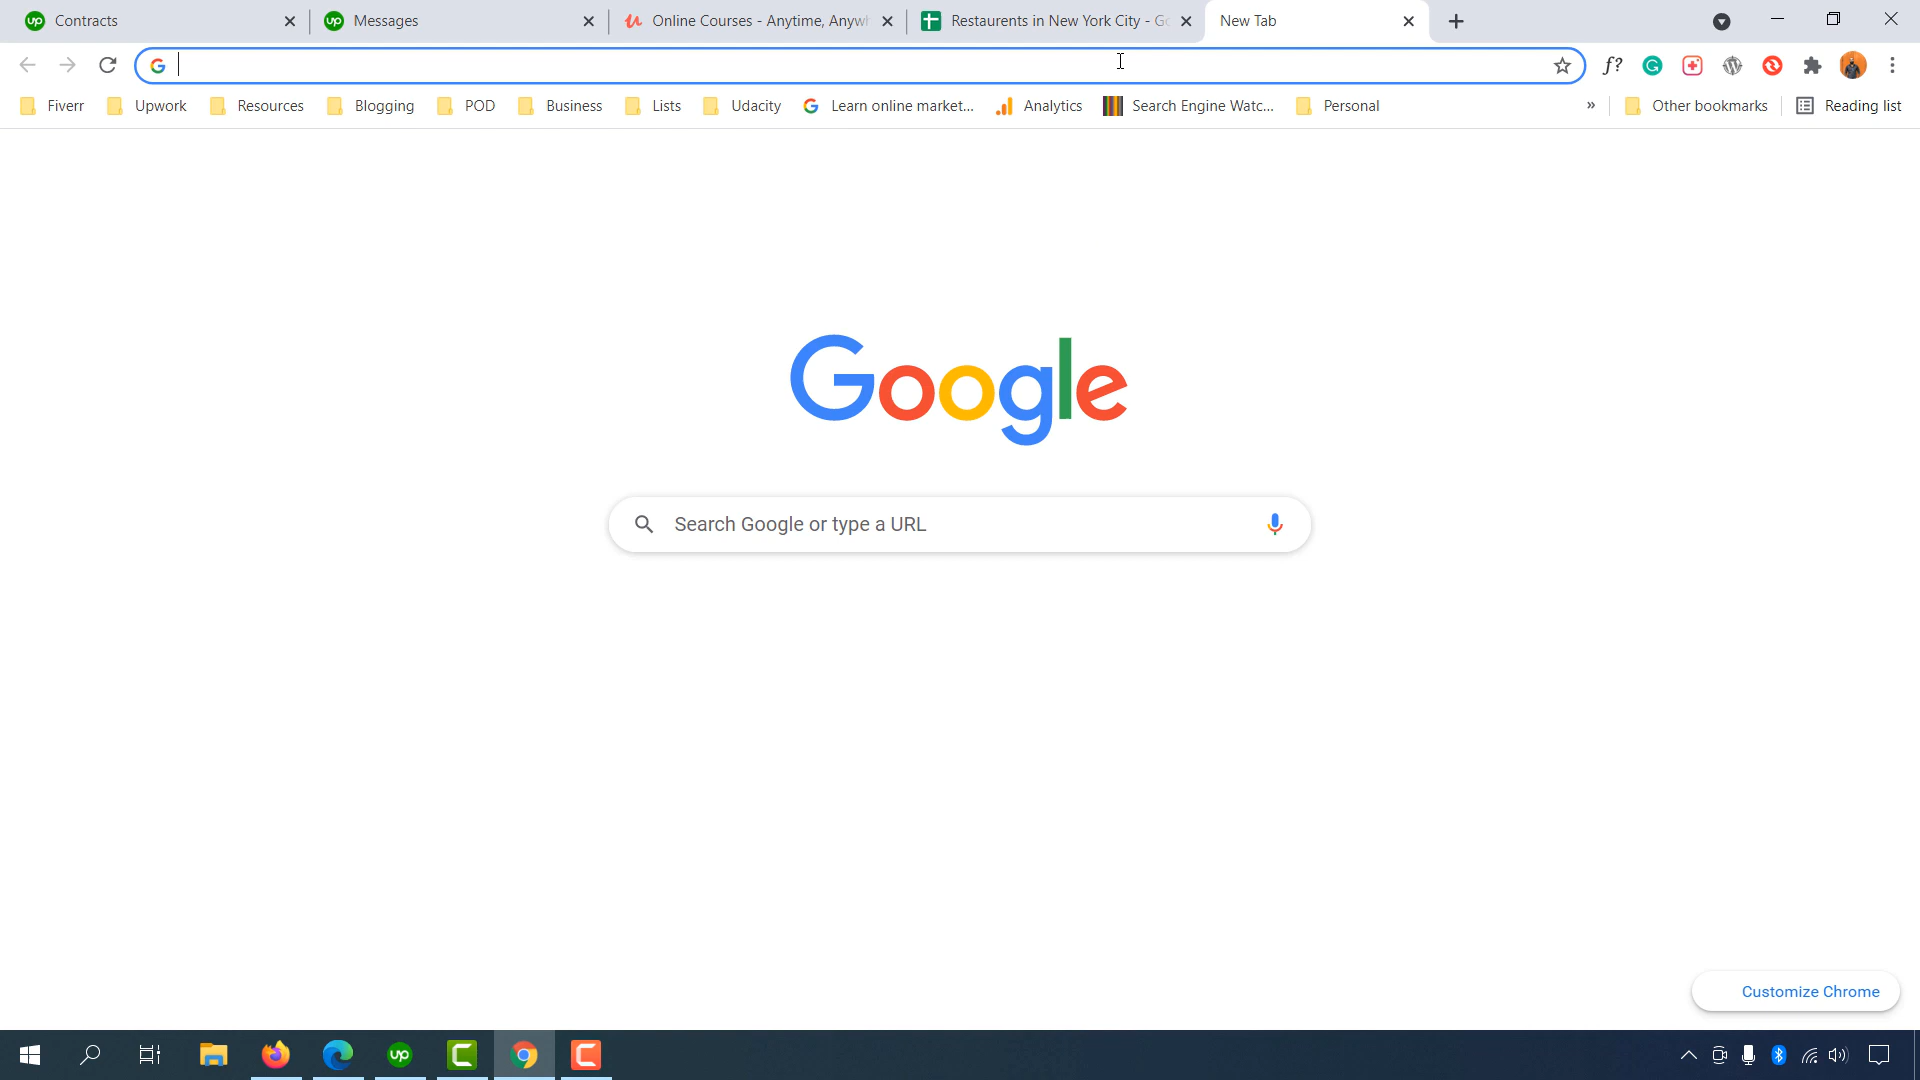 Contracts
Messages
Online Courses - Anytime, Anywh
Restaurents in New York City - Go
New Tab
f?
Fiverr
Upwork
Resources
Blogging
POD
Business
Lists
Udacity
Learn online market...
Analytics
Search Engine Watc...
Personal
»
Other bookmarks
Reading list
Google
Search Google or type a URL
Customize Chrome